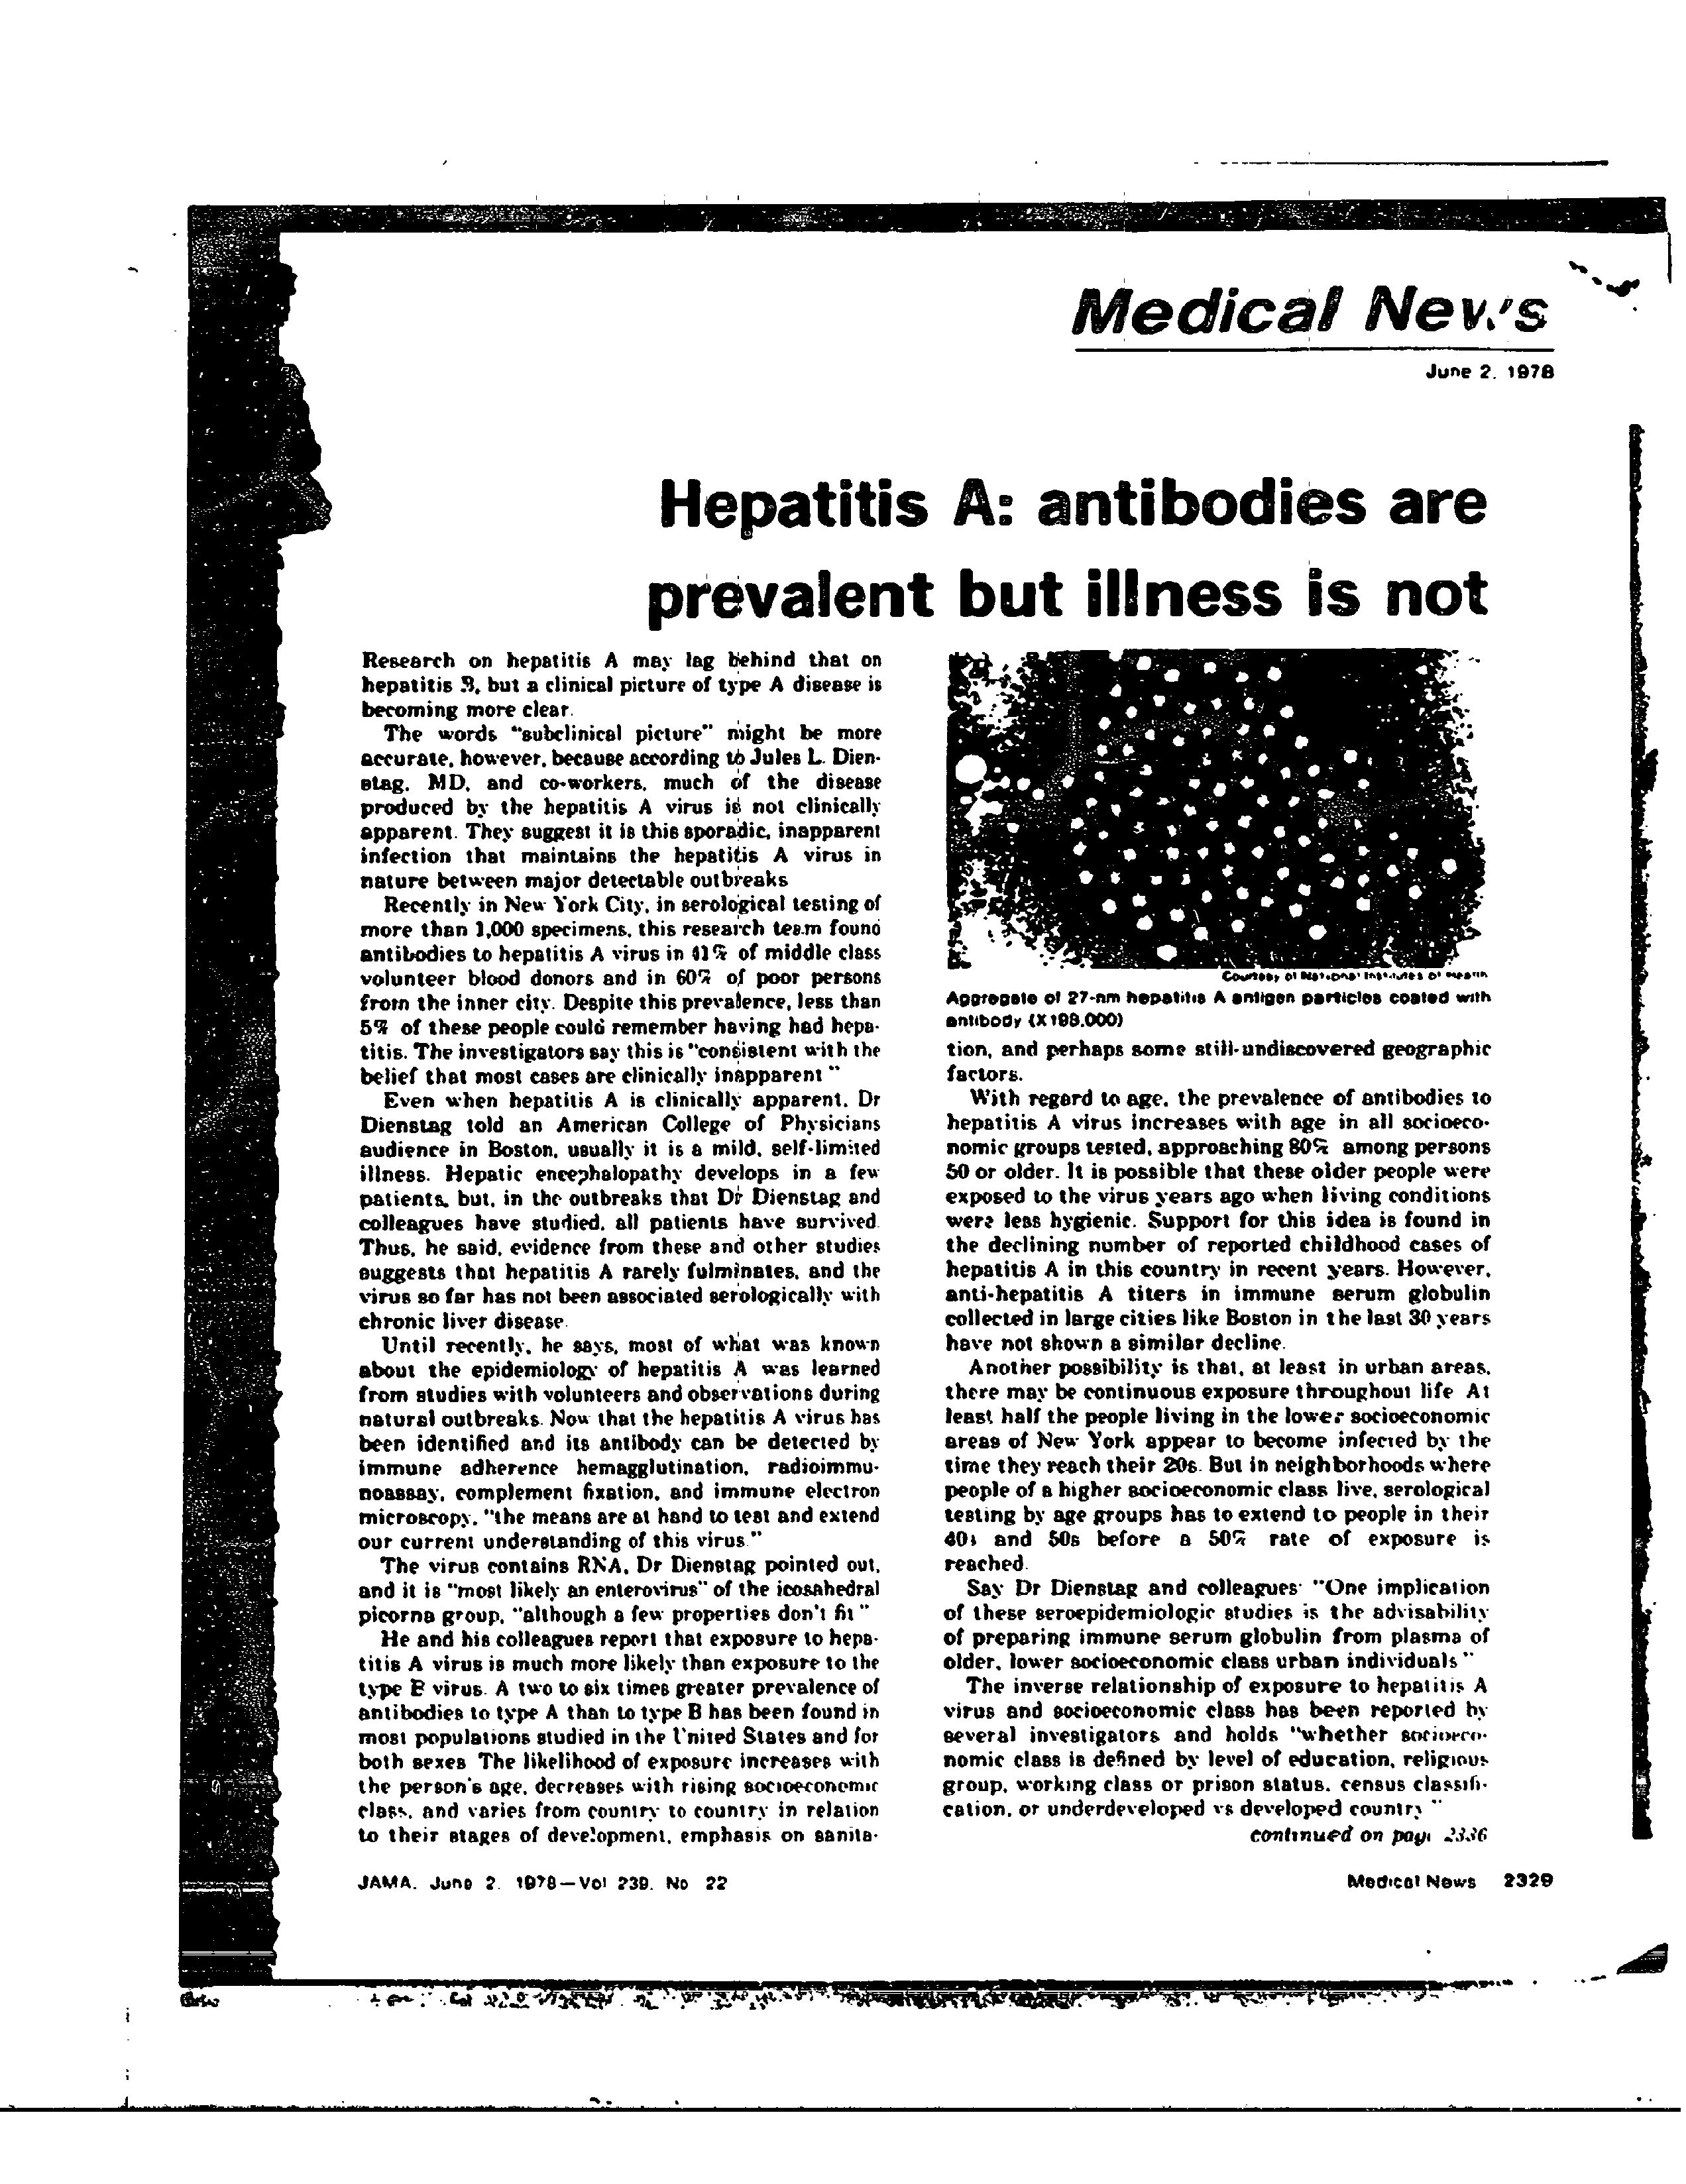 Medical News
June 2, 1978
Hepatitis A: antibodies are
prevalent but illness is not
Research on hepatitis A may lag behind that on
hepatitis B, but a clinical picture of type A disease is
becoming more clear.
The words "subclinical picture" might be more
accurate, however, because according to Jules L. Dien-
stag, MD, and co-workers, much of the disease
produced by the hepatitis A virus is not clinically
apparent. They suggest it is this sporadic, inapparent
infection that maintains the hepatitis A virus in
nature between major detectable outbreaks
Recently in New York City, in serological testing of
more than 1,000 specimens, this research team found
antibodies to hepatitis A virus in 41% of middle class
volunteer blood donors and in 60% of poor persons
from the inner city. Despite this prevalence, less than
5% of these people could remember having had hepa-
titis. The investigators say this is "consistent with the
belief that most cases are clinically inapparent"
Even when hepatitis A is clinically apparent, Dr
Dienstag told an American College of Physicians
audience in Boston, usually it is a mild, self-limited
illness. Hepatic encephalopathy develops in a few
patients, but, in the outbreaks that Dr Dienstag and
colleagues have studied, all patients have survived.
Thus, he said, evidence from these and other studies
suggests that hepatitis A rarely fulminates, and the
virus so far has not been associated serologically with
chronic liver disease.
Until recently, he says, most of what was known
about the epidemiology of hepatitis A was learned
from studies with volunteers and observations during
natural outbreaks. Now that the hepatitis A virus has
been identified and its antibody can be detected by
immune adherence hemagglutination, radioimmu-
noassay, complement fixation, and immune electron
microscopy, "the means are at hand to test and extend
our current understanding of this virus."
The virus contains RNA, Dr Dienstag pointed out,
and it is "most likely an enterovirus" of the icosahedral
picorna group, "although a few properties don't fit"
He and his colleagues report that exposure to hepa-
titis A virus is much more likely than exposure to the
type B virus. A two to six times greater prevalence of
antibodies to type A than to type B has been found in
most populations studied in the United States and for
both sexes The likelihood of exposure increases with
the person's age, decreases with rising socioeconomic
class, and varies from country to country in relation
to their stages of development, emphasis on sanita-
Courtesy of National Institutes of Health
Aggregate of 27-nm hepatitis A antigen particles coated with
antibody (X198,000)
tion, and perhaps some still-undiscovered geographic
factors.
With regard to age, the prevalence of antibodies to
hepatitis A virus increases with age in all socioeco-
nomic groups tested, approaching 80% among persons
50 or older. It is possible that these older people were
exposed to the virus years ago when living conditions
were less hygienic. Support for this idea is found in
the declining number of reported childhood cases of
hepatitis A in this country in recent years. However,
anti-hepatitis A titers in immune serum globulin
collected in large cities like Boston in the last 30 years
have not shown a similar decline.
Another possibility is that, at least in urban areas,
there may be continuous exposure throughout life At
least half the people living in the lower socioeconomic
areas of New York appear to become infected by the
time they reach their 20s. But in neighborhoods where
people of a higher socioeconomic class live, serological
testing by age groups has to extend to people in their
40s and 50s before a 50% rate of exposure is
reached.
Say Dr Dienstag and colleagues: "One implication
of these seroepidemiologic studies is the advisability
of preparing immune serum globulin from plasma of
older, lower socioeconomic class urban individuals"
The inverse relationship of exposure to hepatitis A
virus and socioeconomic class has been reported by
several investigators and holds "whether socioeco-
nomic class is defined by level of education, religious
group, working class or prison status, census classifi-
cation, or underdeveloped vs developed country"
continued on page 2336
JAMA, June 2, 1978—Vol 239, No 22
Medical News 2329